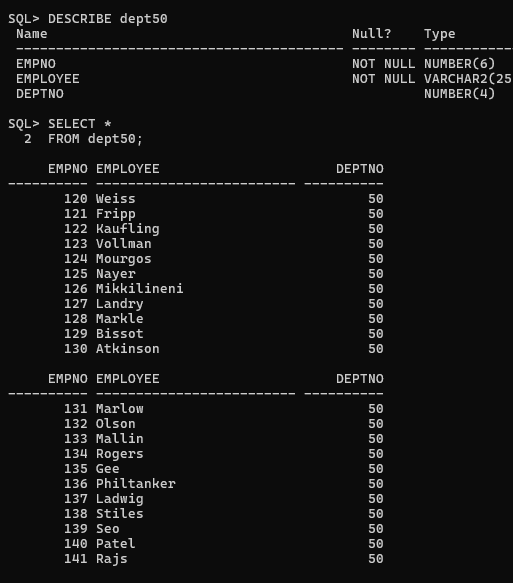 SQL> DESCRIBE dept50
 Name                                      Null?    Type
 ----------------------------------------- -------- -----------
 EMPNO                                     NOT NULL NUMBER(6)
 EMPLOYEE                                  NOT NULL VARCHAR2(25
 DEPTNO                                             NUMBER(4)
SQL> SELECT *
  2  FROM dept50;
     EMPNO EMPLOYEE                      DEPTNO
---------- ------------------------- ----------
       120 Weiss                             50
       121 Fripp                             50
       122 Kaufling                          50
       123 Vollman                           50
       124 Mourgos                           50
       125 Nayer                             50
       126 Mikkilineni                       50
       127 Landry                            50
       128 Markle                            50
       129 Bissot                            50
       130 Atkinson                          50
     EMPNO EMPLOYEE                      DEPTNO
---------- ------------------------- ----------
       131 Marlow                            50
       132 Olson                             50
       133 Mallin                            50
       134 Rogers                            50
       135 Gee                               50
       136 Philtanker                        50
       137 Ladwig                            50
       138 Stiles                            50
       139 Seo                               50
       140 Patel                             50
       141 Rajs                              50